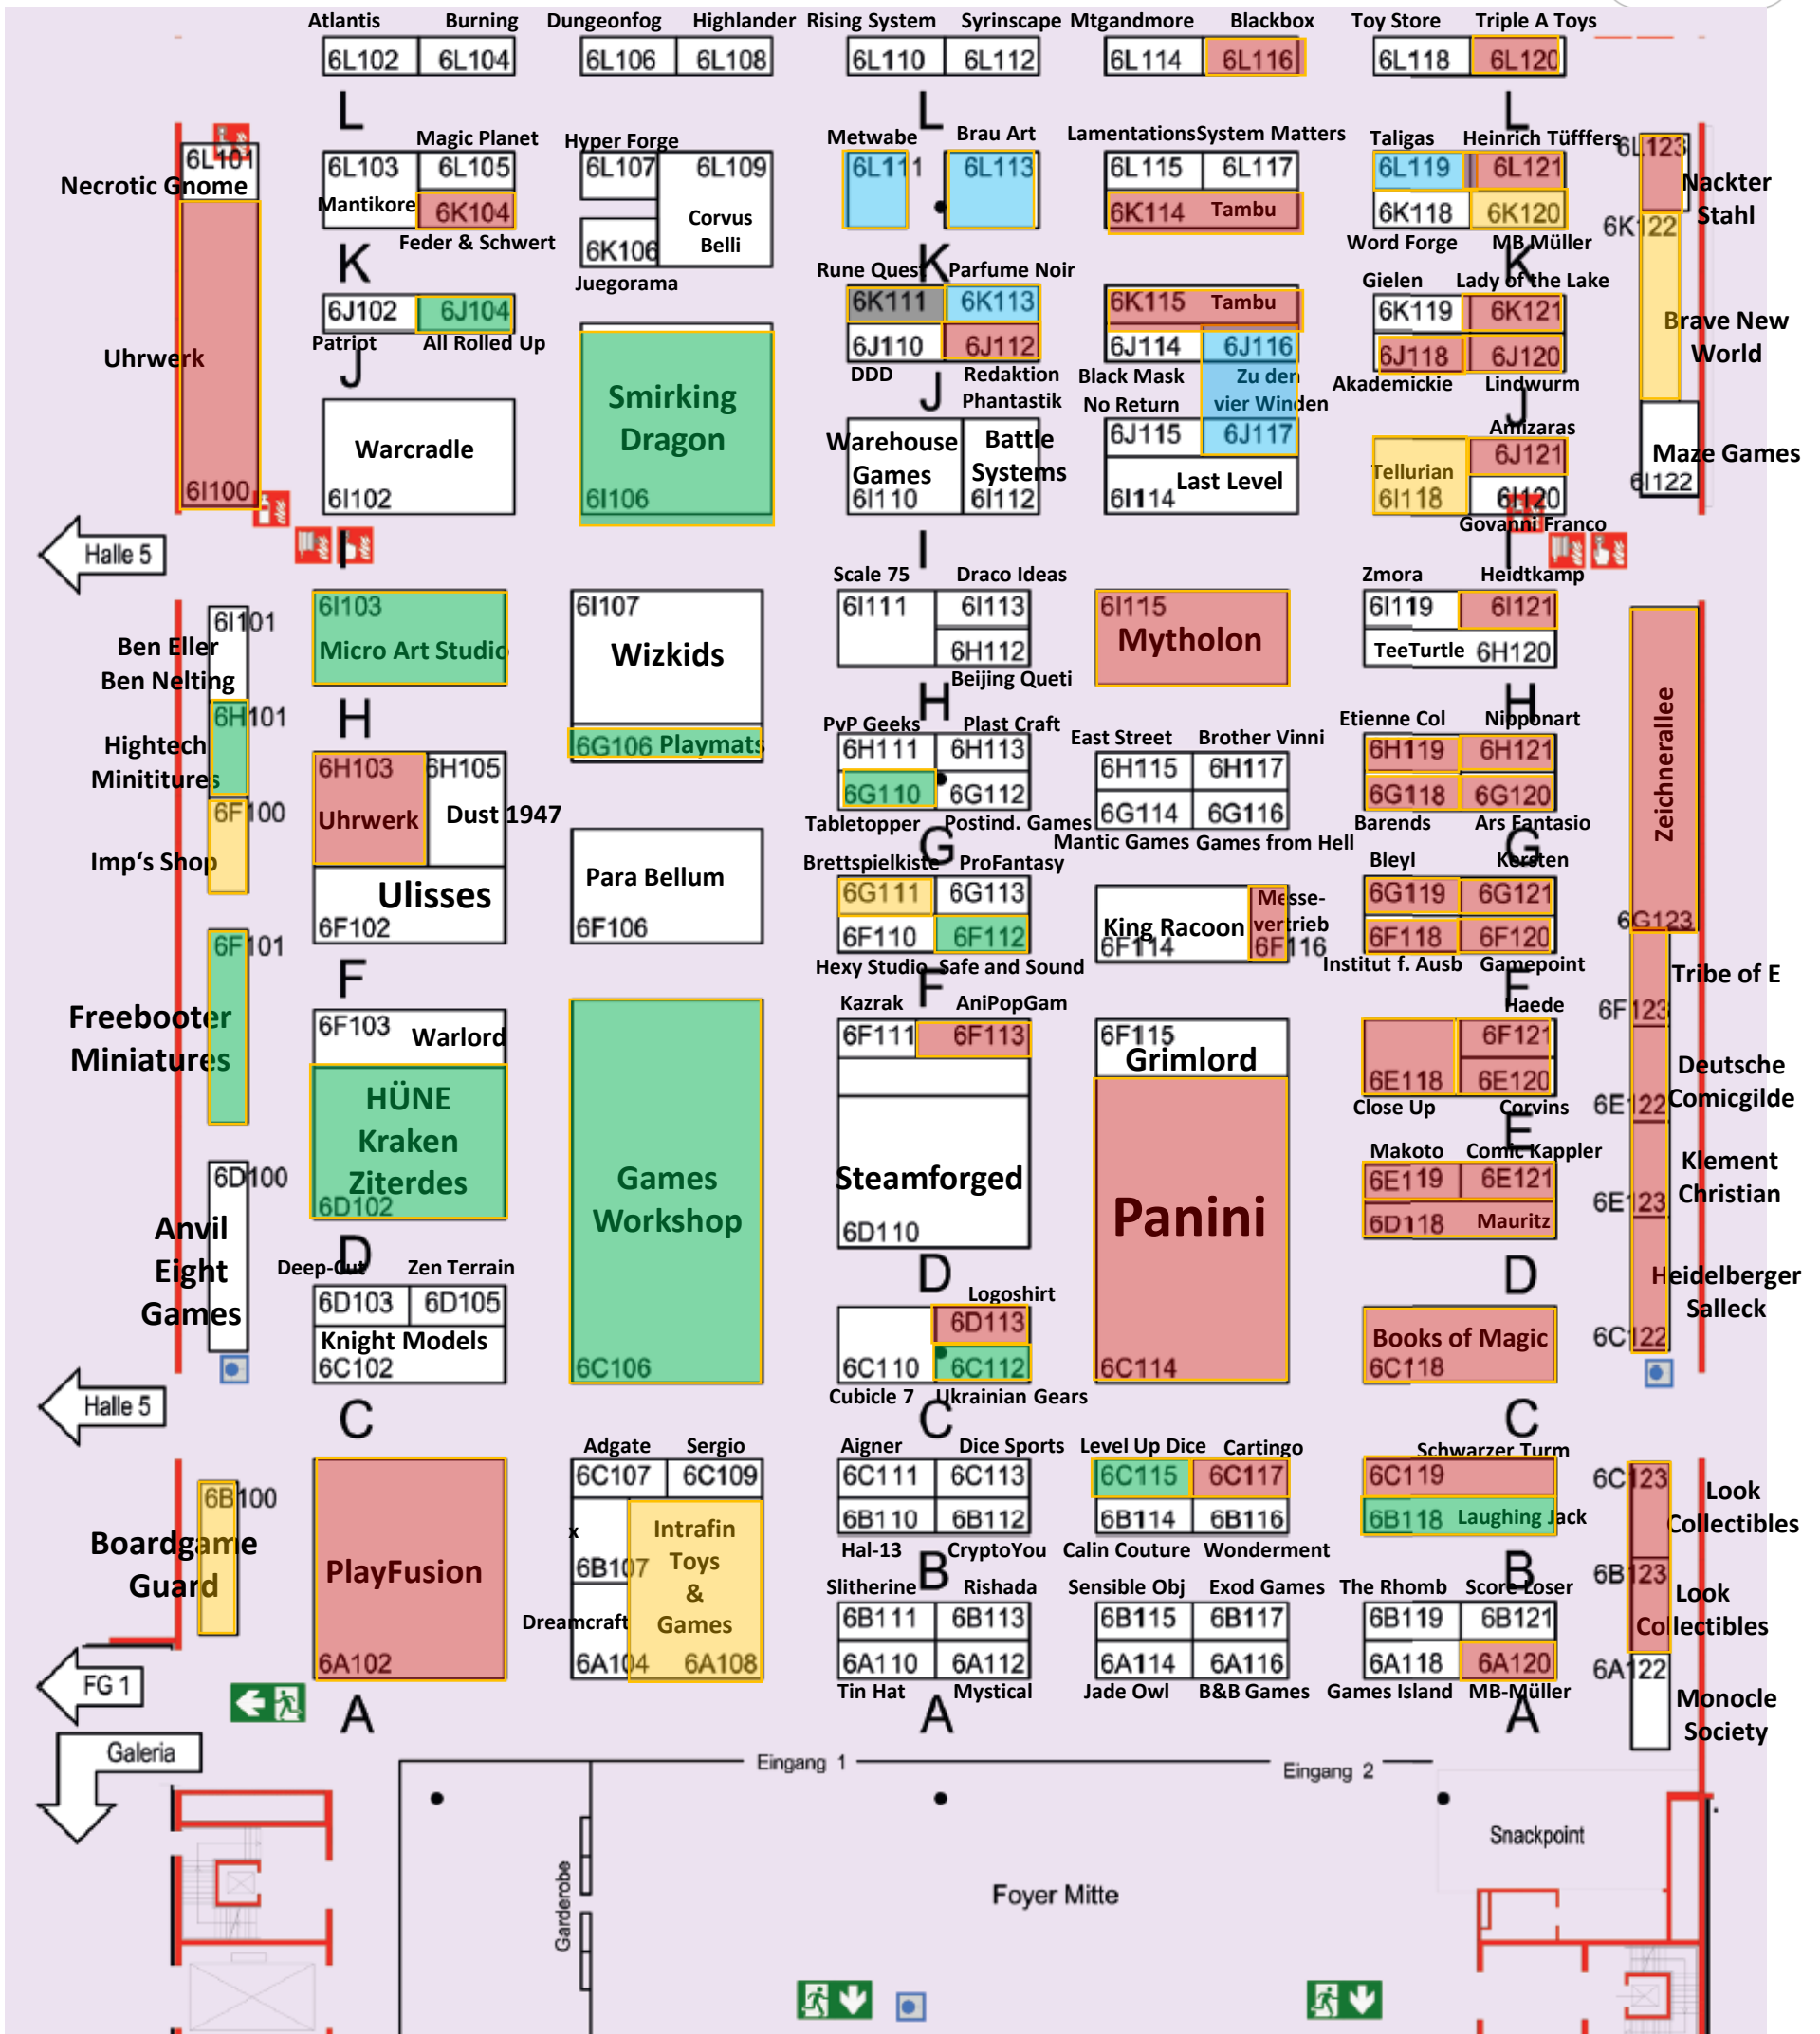 Atlantis Burning Dungeonfog Highlander Rising System Syrinscape Mtgandmore Blackbox Toy Store Triple A Toys
6L102 6L104 6L106 6L108 6L110 6L112 6L114 6L116 6L118 6L120
L L L
Magic Planet Hyper Forge Metwabe Brau Art Lamentations System Matters Taligas Heinrich Tüfffers
6L101 6L103 6L105 6L107 6L109 6L111 6L113 6L115 6L117 6L119 6L121 6L123
Necrotic Gnome Nackter
Mantikore 6K104 Corvus 6K114 Tambu 6K118 6K120 Stahl
Feder & Schwert 6K106 Belli Word Forge MB Müller 6K122
K K K
Juegorama Rune Quest Parfume Noir Gielen Lady of the Lake
6J102 6J104 6K111 6K113 6K115 Tambu 6K119 6K121
Patriot All Rolled Up 6J110 6J112 6J114 6J116 6J118 6J120 Brave New
Uhrwerk World
J J J
DDD Redaktion Black Mask Zu den Akademickie Lindwurm
Smirking Phantastik No Return vier Winden
Dragon Warehouse Battle 6J115 6J117 Amizaras
Warcradle Games Systems Last Level Tellurian 6J121 Maze Games
6I100 6I102 6I106 6I110 6I112 6I114 6I118 6I120 6I122
Govanni Franco
Halle 5 I I I
Scale 75 Draco Ideas Zmora Heidtkamp
6I101 6I103 6I107 6I111 6I113 6I115 6I119 6I121
Ben Eller Micro Art Studio Wizkids 6H112 Mytholon TeeTurtle 6H120
Ben Nelting Beijing Queti
H H H
6H101 PvP Geeks Plast Craft East Street Brother Vinni Etienne Col Nipponart
Hightech 6G106 Playmats 6H111 6H113 6H115 6H117 6H119 6H121 Zeichnerallee
Minititures 6H103 6H105 6G110 6G112 6G114 6G116 6G118 6G120
6F100 Uhrwerk Dust 1947 Tabletopper Postind. Games Mantic Games Games from Hell Barends Ars Fantasio
G G
Imp's Shop Para Bellum Brettspielkiste ProFantasy Bleyl Kersten
Ulisses 6G111 6G113 King Racoon Messe-
vertrieb 6G119 6G121 6G123
6F101 6F102 6F106 6F110 6F112 6F114 6F116 6F118 6F120
Hexy Studio Safe and Sound Institut f. Ausb Gamepoint Tribe of E
F F F
Freebooter 6F103 Warlord Kazrak AniPopGam Haede 6F123
Miniatures 6F111 6F113 6F115 Grimlord 6F121 Deutsche
HÜNE 6E118 6E120 Comicgilde
Kraken Close Up Corvins 6E122
E
Ziterdes Games Steamforged Panini Makoto Comic Kappler Klement
6D100 6D102 Workshop 6E119 6E121 6E123 Christian
6D110 6D118 Mauritz
Anvil
Eight
Games
D D D
Deep-Cut Zen Terrain Logoshirt Heidelberger
6D103 6D105 6D113 Books of Magic Salleck
Knight Models
6C102 6C106 6C110 6C112 6C114 6C118 6C122
Cubicle 7 Ukrainian Gears
Halle 5 C C C
Adgate Sergio Aigner Dice Sports Level Up Dice Cartingo Schwarzer Turm
6C107 6C109 6C111 6C113 6C115 6C117 6C119 6C123 Look
6B100 x Intrafin 6B110 6B112 6B114 6B116 6B118 Laughing Jack Collectibles
Boardgame 6B107 Toys Hal-13 CryptoYou Calin Couture Wonderment
Guard PlayFusion & B B 6B123
Dreamcraft Games Slitherine Rishada Sensible Obj Exod Games The Rhomb Score Loser Look
6B111 6B113 6B115 6B117 6B119 6B121 Collectibles
6A102 6A104 6A108 6A110 6A112 6A114 6A116 6A118 6A120 6A122
FG 1 Tin Hat Mystical Jade Owl B&B Games Games Island MB-Müller Monocle
Society
A A A
Galeria Eingang 1 Eingang 2
Snackpoint
Garderobe Foyer Mitte